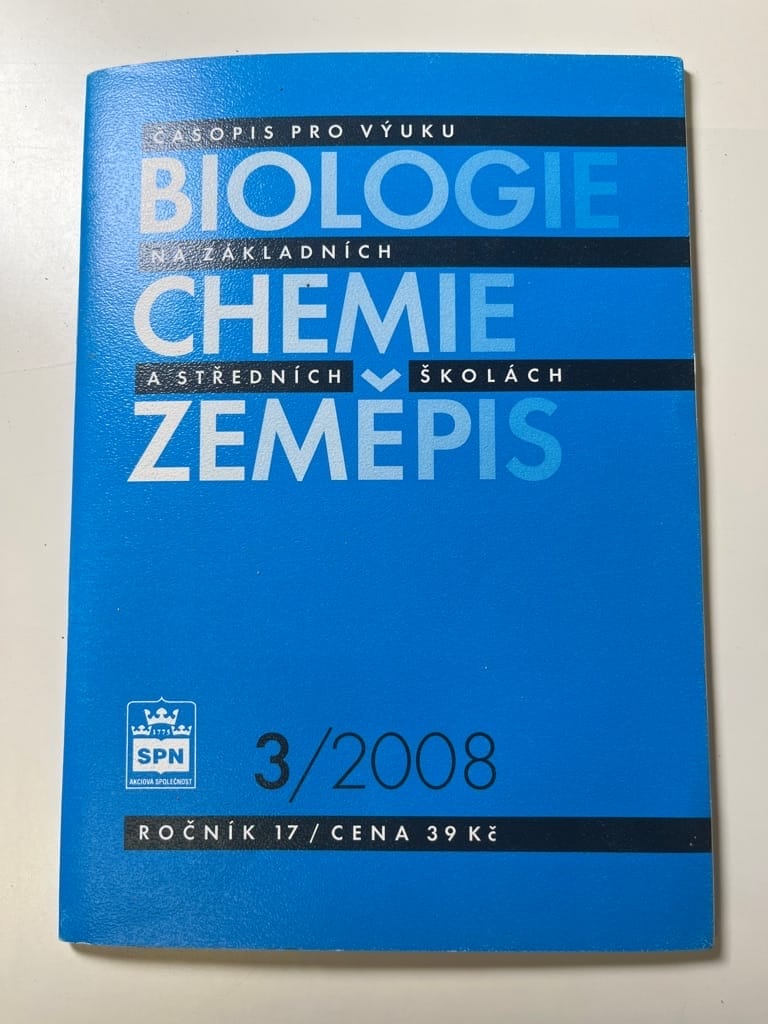 ČASOPIS PRO VÝUKU
BIOLOGIE
NA ZÁKLADNÍCH
CHEMIE
A STŘEDNÍCH ŠKOLÁCH
ZEMĚPIS
1775
SPN
AKCIOVÁ SPOLEČNOST
3/2008
ROČNÍK 17 / CENA 39 Kč